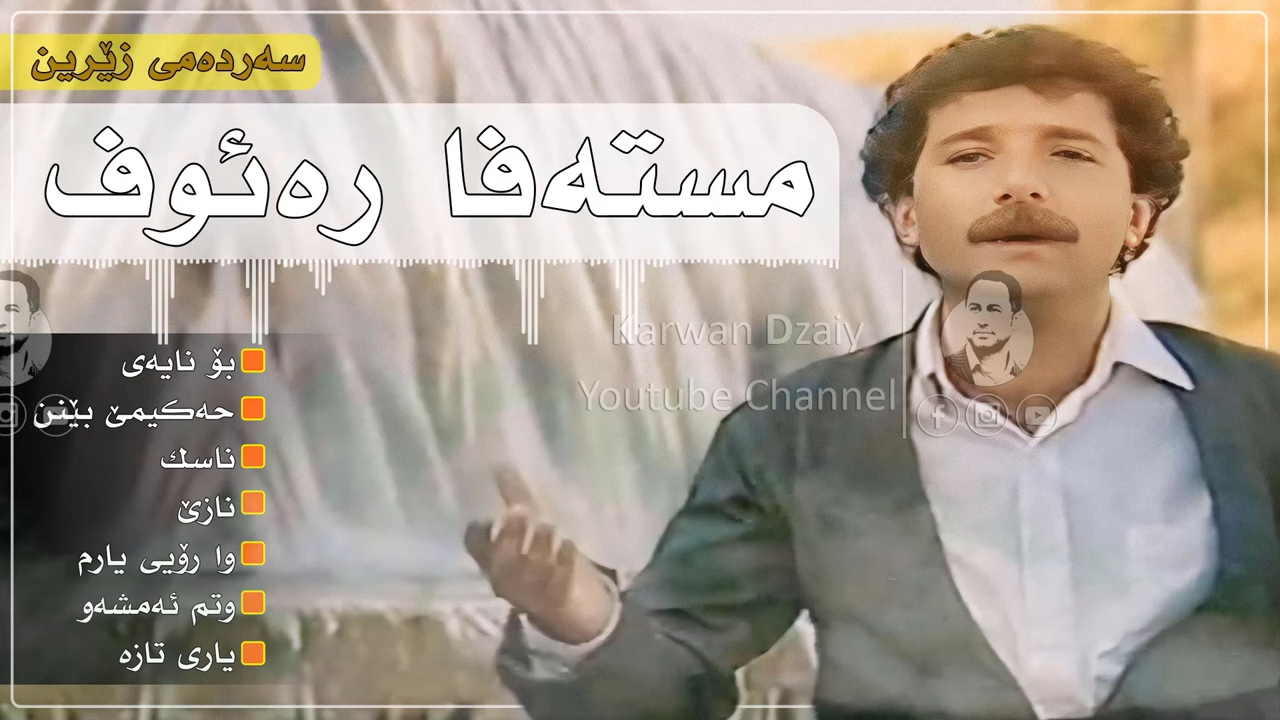 سەردەمی زێرین
مستەفا رەئوف
Karwan Dzaiy
Youtube Channel
بۆ نایەی
حەکیمێ بێنن
ناسك
نازێ
وا رۆیی یارم
وتم ئەمشەو
یاری تازە